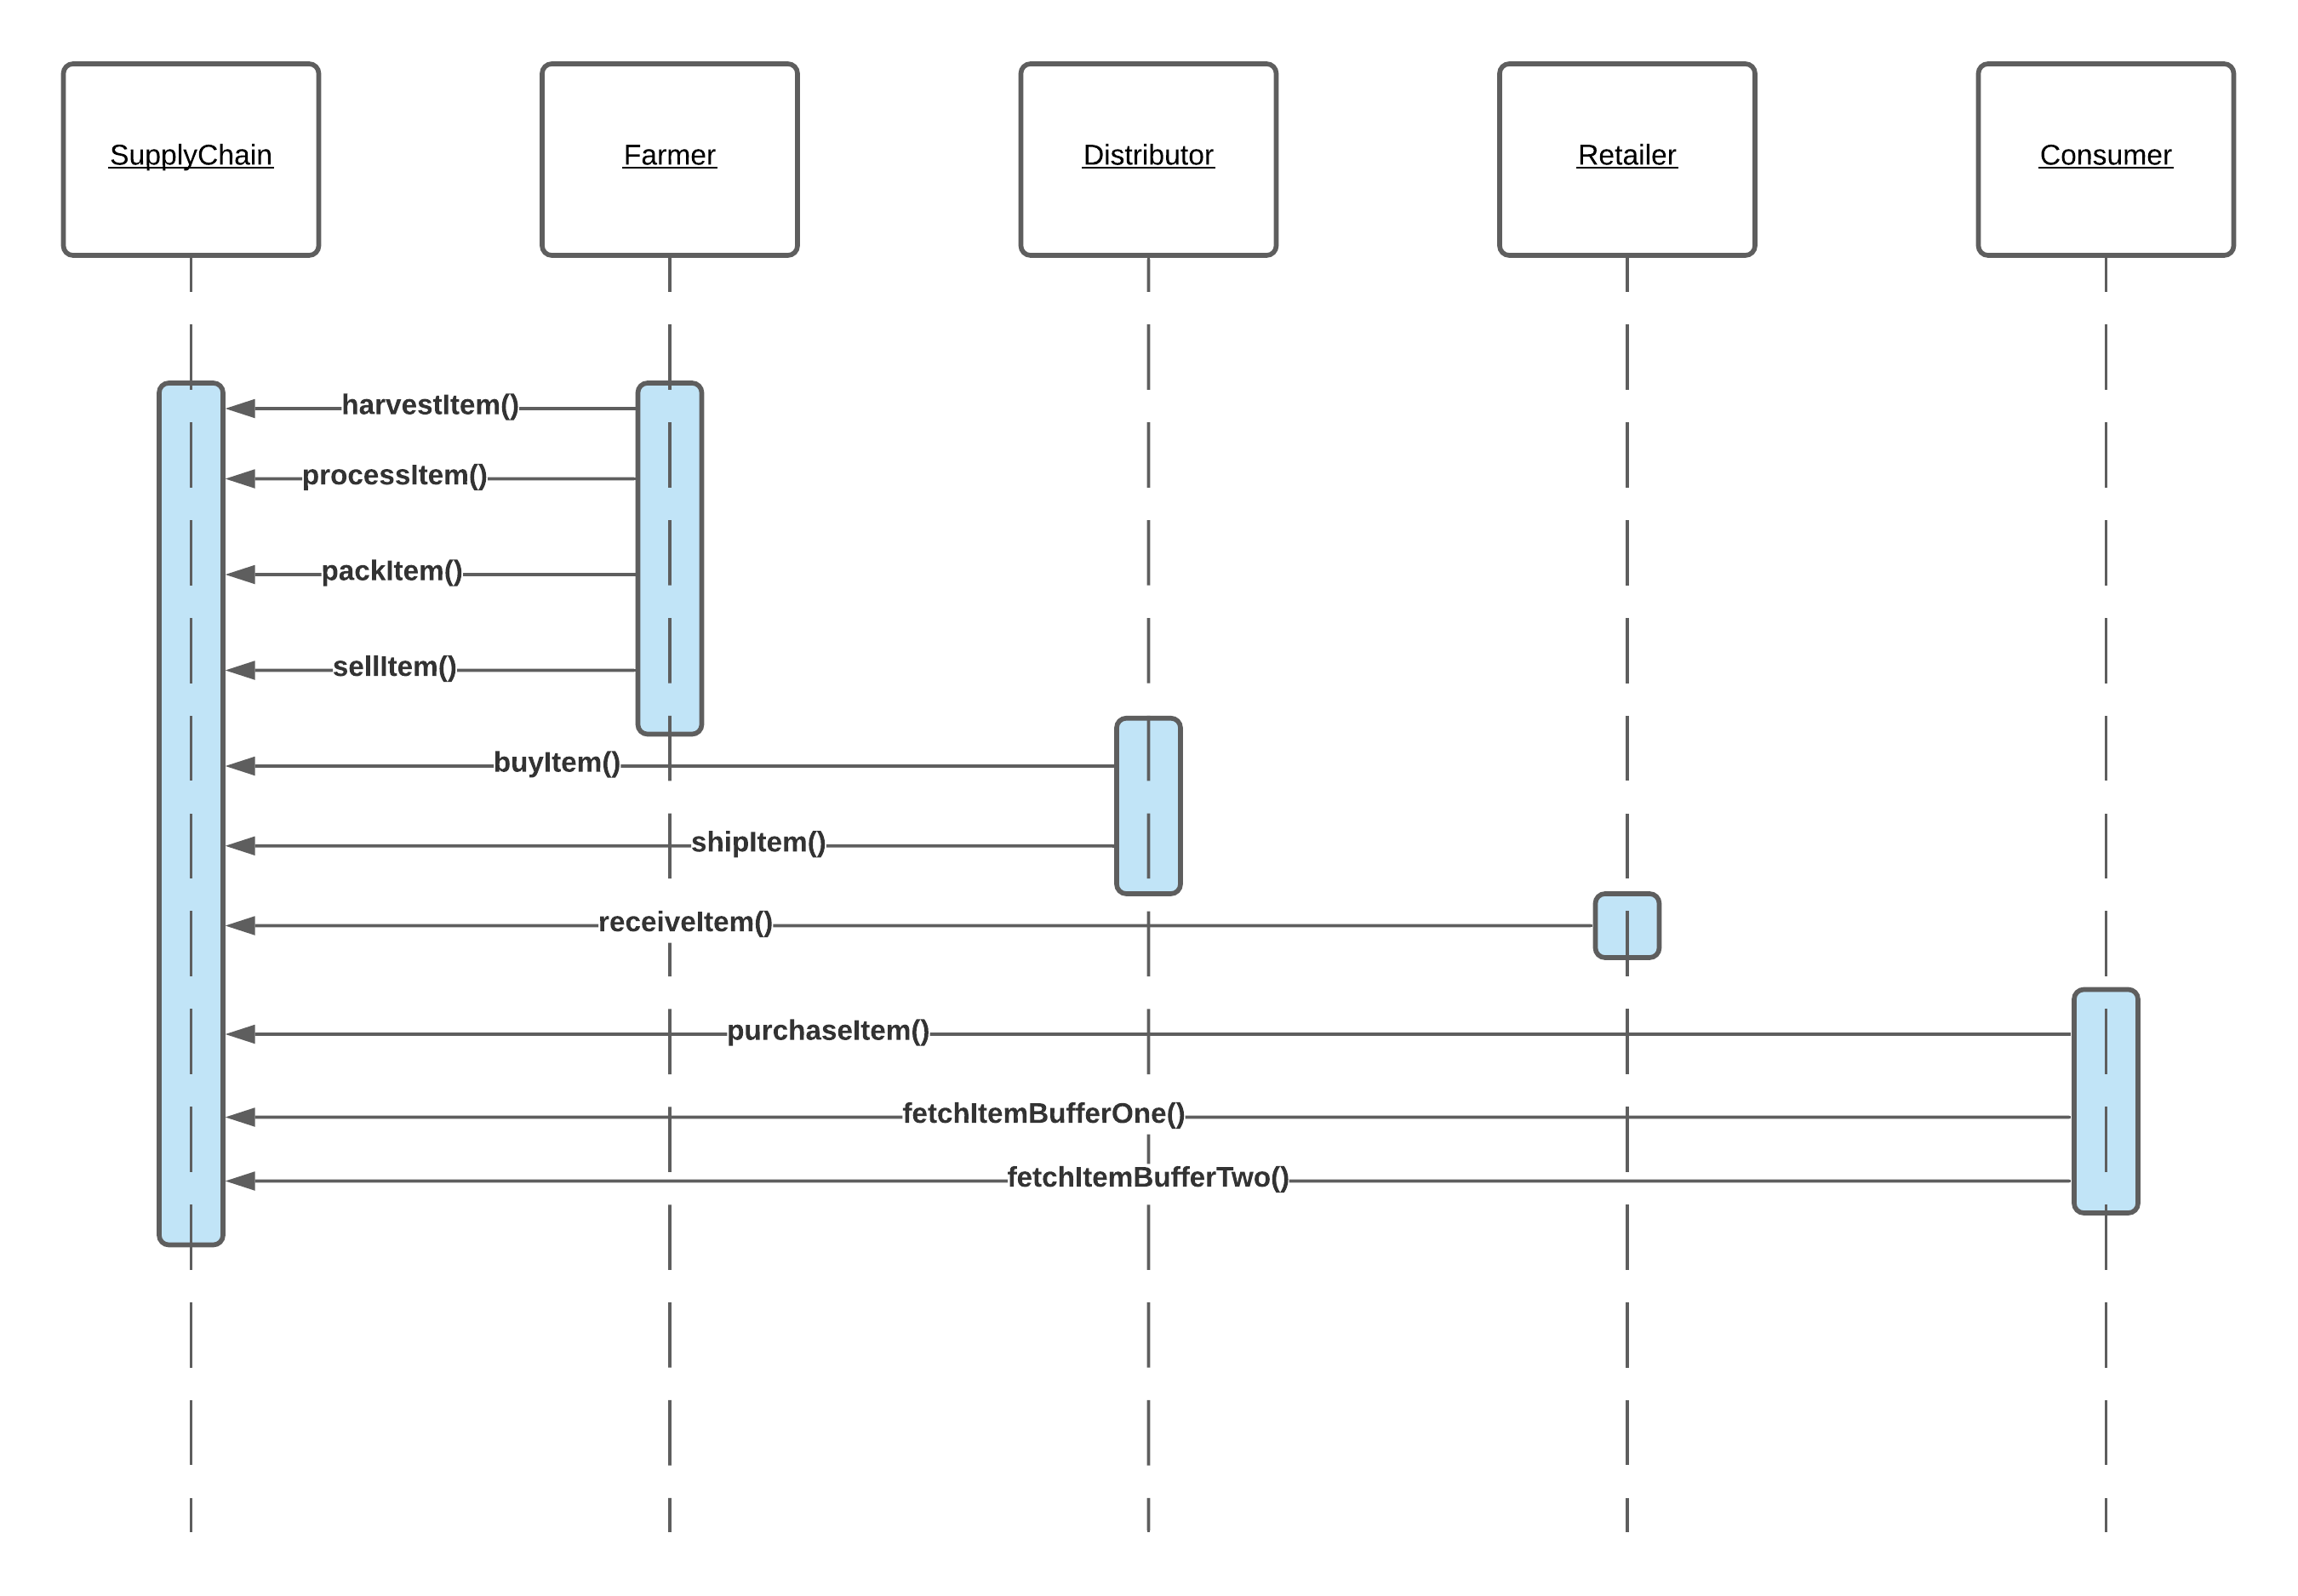 SupplyChain
Farmer
Distributor
Retailer
Consumer
harvestItem()
processItem()
packItem()
sellItem()
buyItem()
shipItem()
receiveItem()
purchaseItem()
fetchItemBufferOne()
fetchItemBufferTwo()